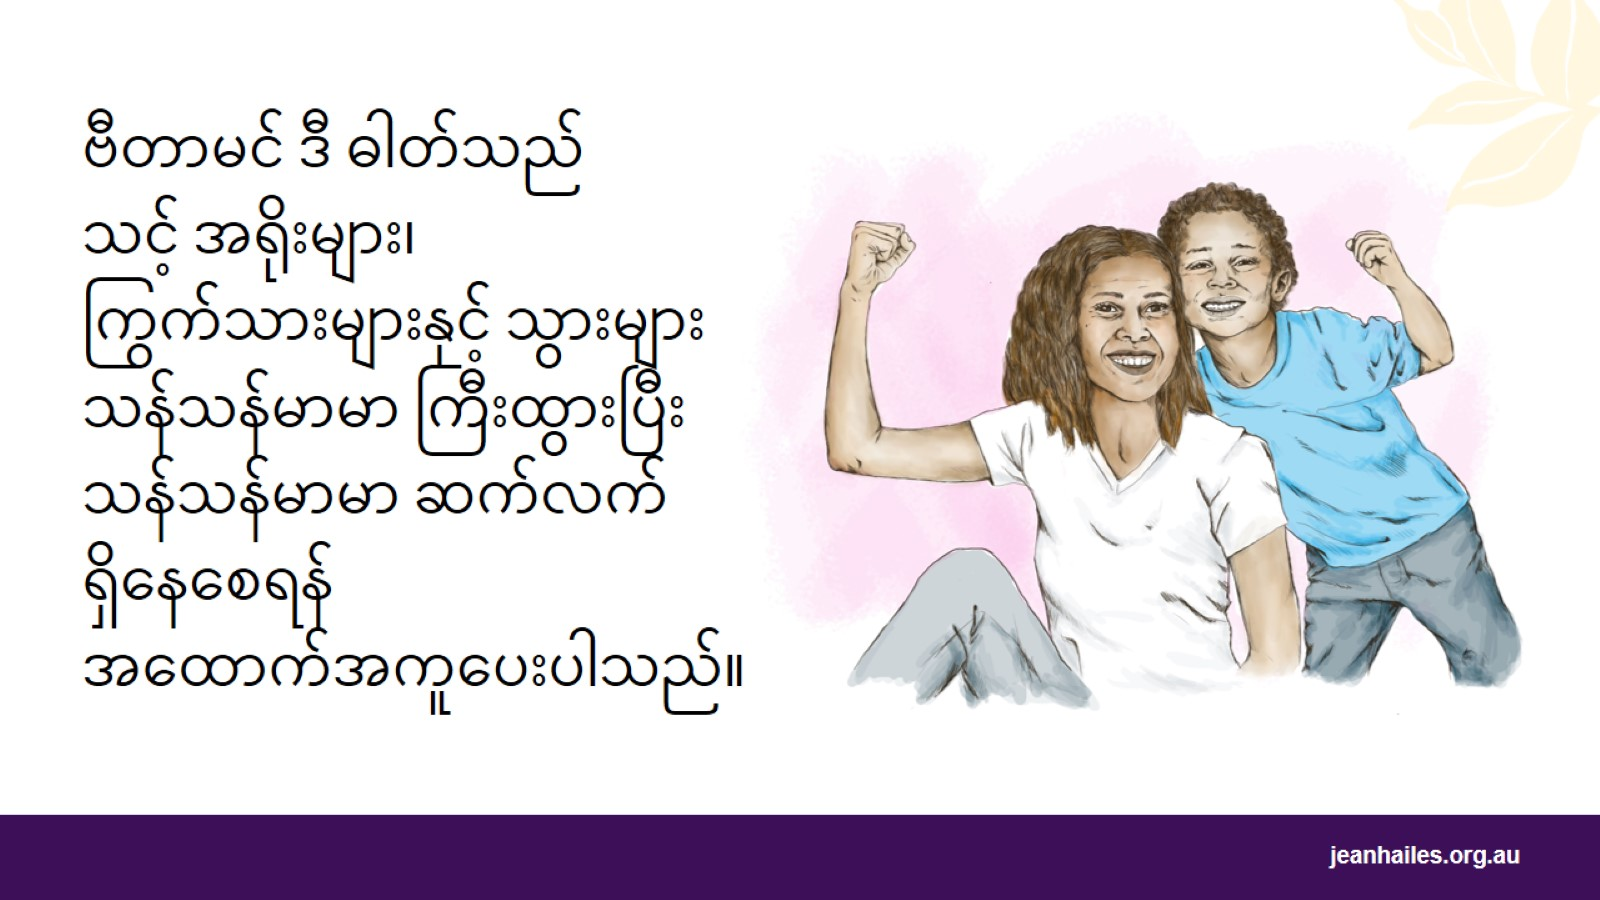 ဗီတာမင် ဒီ ဓါတ်သည်
သင့် အရိုးများ၊
ကြွက်သားများနှင့် သွားများ
သန်သန်မာမာ ကြီးထွားပြီး
သန်သန်မာမာ ဆက်လက်
ရှိနေစေရန်
အထောက်အကူပေးပါသည်။
jeanhailes.org.au